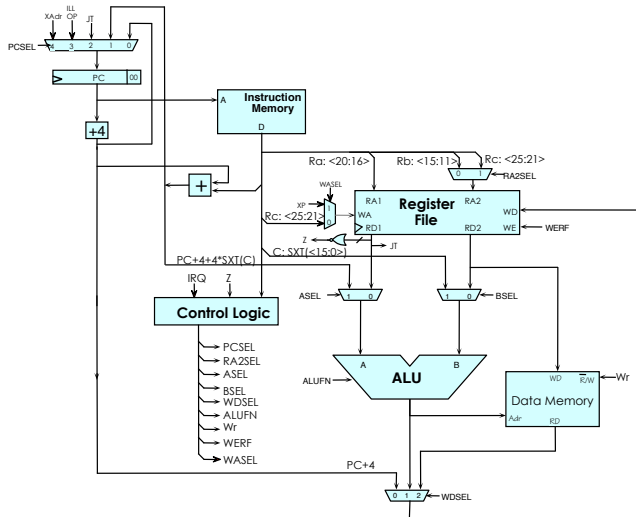 XAdr
ILL
OP
JT
PCSEL
4 3 2 1 0
PC
00
+4
A
Instruction
Memory
D
Ra: <20:16>
Rb: <15:11>
Rc: <25:21>
0 1
RA2SEL
+
WASEL
XP
1
0
Rc: <25:21>
RA1
RA2
WA
Register
File
WD
RD1
RD2
WE
WERF
Z
JT
C: SXT(<15:0>)
PC+4+4*SXT(C)
IRQ
Z
ASEL
1 0
1 0
BSEL
Control Logic
PCSEL
RA2SEL
ASEL
BSEL
WDSEL
ALUFN
Wr
WERF
WASEL
A
B
ALU
ALUFN
WD
R/W
Wr
Data Memory
Adr
RD
PC+4
0 1 2
WDSEL